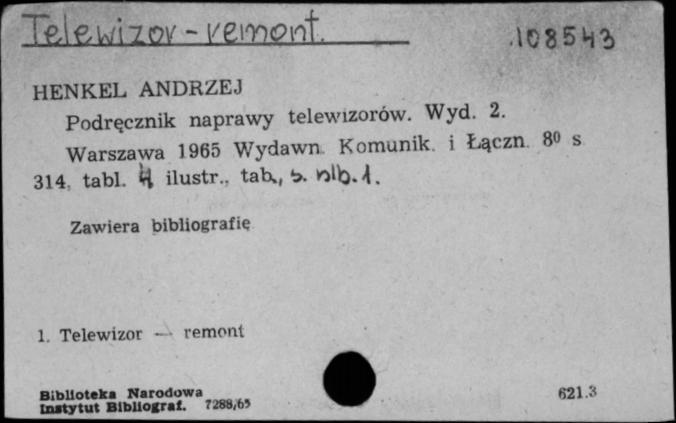 Telewizor - remont.
108543
HENKEL ANDRZEJ
Podręcznik naprawy telewizorów. Wyd. 2.
Warszawa 1965 Wydawn. Komunik. i Łączn. 8⁰ s
314, tabl. 4 ilustr., tab., s. nlb. 1.
Zawiera bibliografię
1. Telewizor — remont
Biblioteka Narodowa
Instytut Bibliograf. 7288/65
621.3